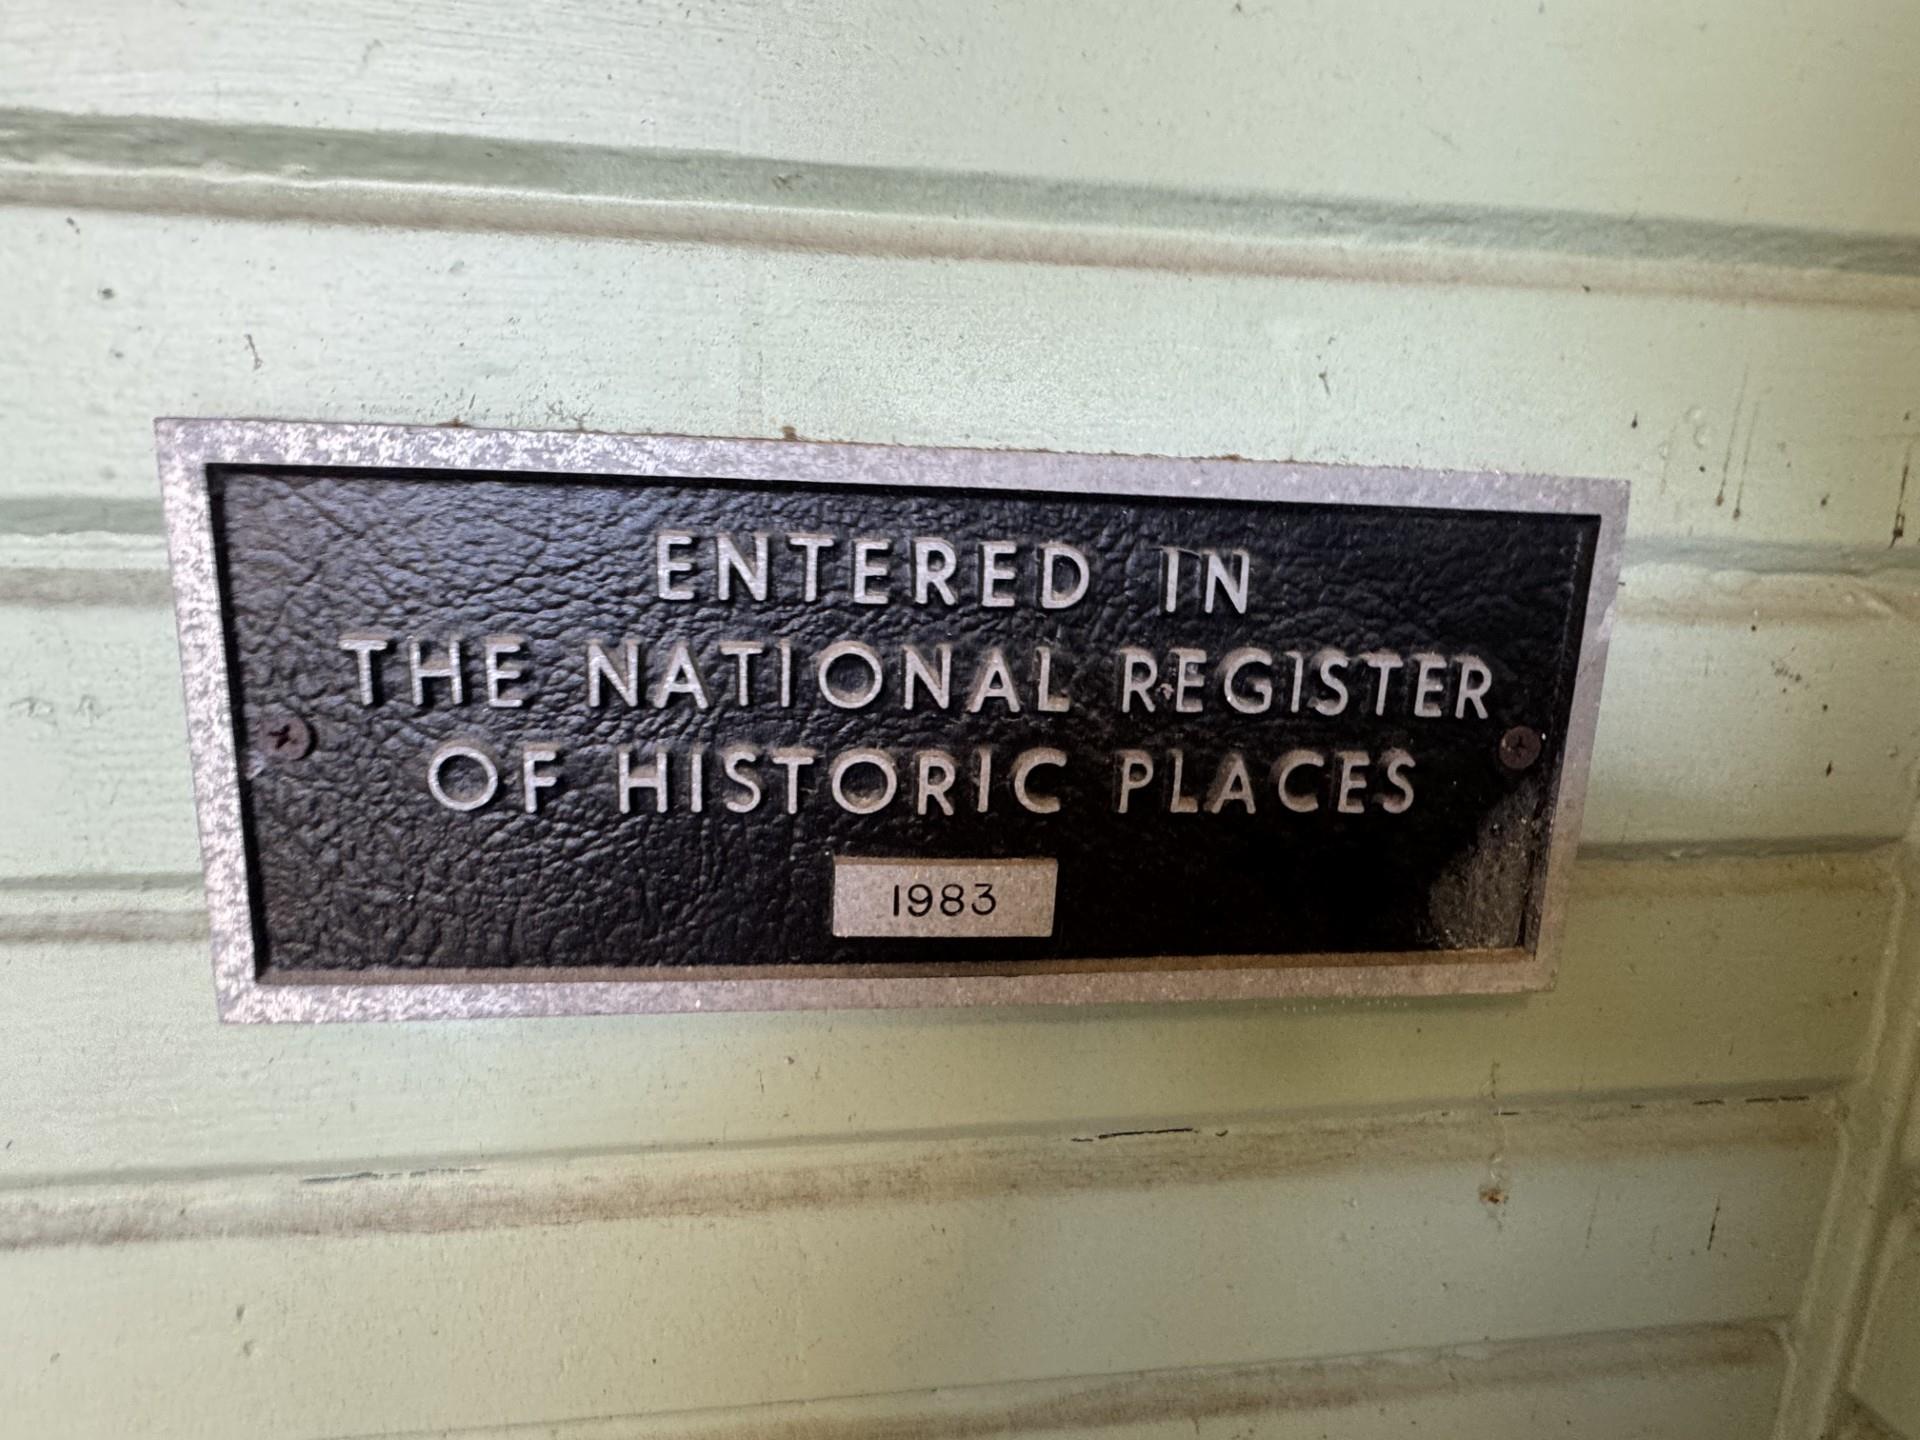 ENTERED IN
THE NATIONAL REGISTER
OF HISTORIC PLACES
1983